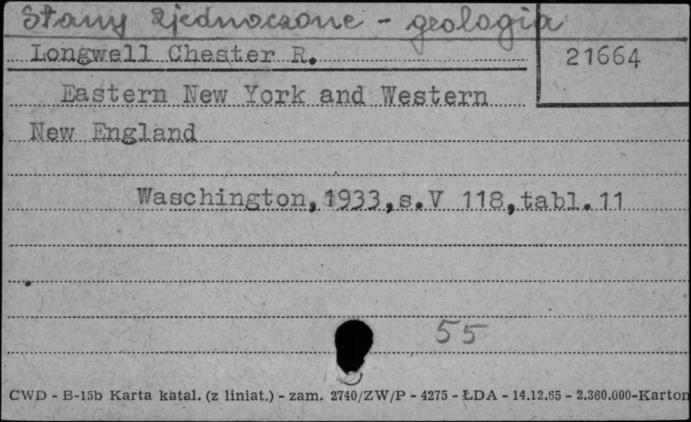 Stany Zjednoczone - geologia
Longwell Chester R.
21664
Eastern New York and Western
New England
Waschington, 1933, s.V 118, tabl.11
55
CWD - B-15b Karta katal. (z liniat.) - zam. 2740/ZW/P - 4275 - ŁDA - 14.12.65 - 2.360.000-Karton